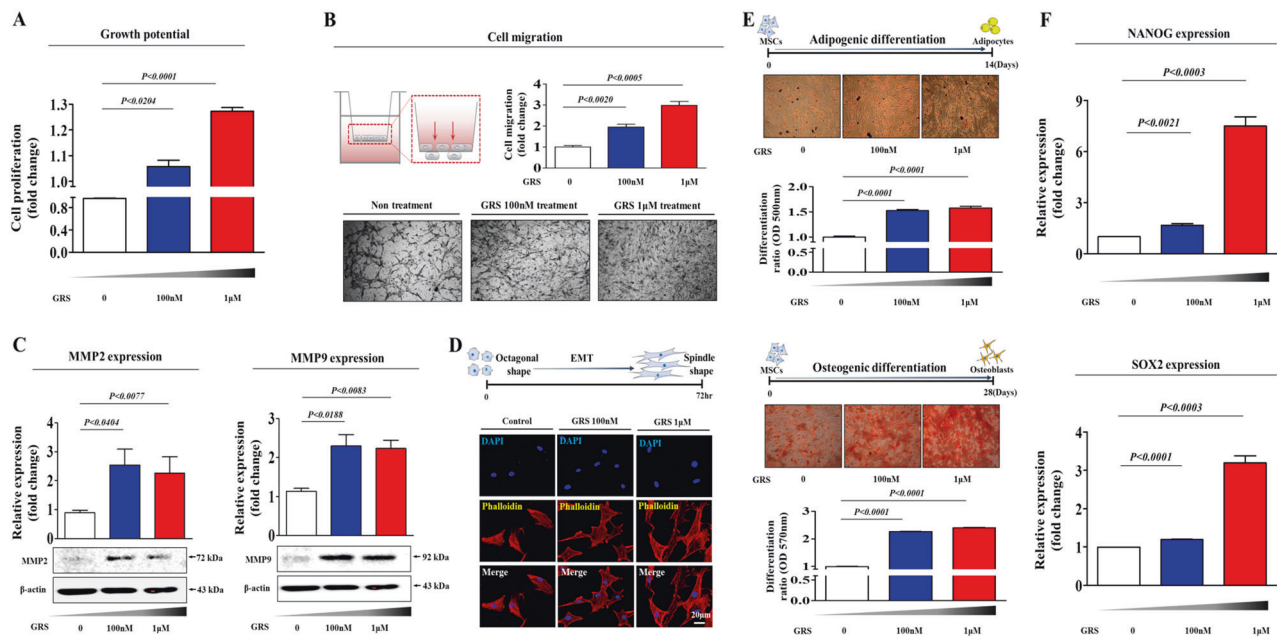 A
Growth potential
P<0.0001
P<0.0204
Cell proliferation
(fold change)
1.3
1.2
1.1
1.0
0.8
0.0
GRS 0 100nM 1μM
B
Cell migration
P<0.0005
P<0.0020
Cell migration
(fold change)
5
4
3
2
1
0
GRS 0 100nM 1μM
Non treatment GRS 100nM treatment GRS 1μM treatment
C
MMP2 expression
P<0.0077
P<0.0404
Relative expression
(fold change)
4
3
2
1
0
MMP2 72 kDa
β-actin 43 kDa
GRS 0 100nM 1μM
MMP9 expression
P<0.0083
P<0.0188
Relative expression
(fold change)
3
2
1
0
MMP9 92 kDa
β-actin 43 kDa
GRS 0 100nM 1μM
D
Octagonal
shape
EMT
Spindle
shape
0 72hr
Control GRS 100nM GRS 1μM
DAPI DAPI DAPI
Phalloidin Phalloidin Phalloidin
Merge Merge Merge
20μm
E
MSCs Adipogenic differentiation Adipocytes
0 14(Days)
GRS 0 100nM 1μM
P<0.0001
P<0.0001
Differentiation
ratio (OD 500nm)
2.0
1.5
1.0
0.5
0.0
GRS 0 100nM 1μM
MSCs Osteogenic differentiation Osteoblasts
0 28(Days)
GRS 0 100nM 1μM
P<0.0001
P<0.0001
Differentiation
ratio (OD 570nm)
3
2
1
1.0
0.5
0.0
GRS 0 100nM 1μM
F
NANOG expression
P<0.0003
P<0.0021
Relative expression
(fold change)
9
6
3
0
GRS 0 100nM 1μM
SOX2 expression
P<0.0003
P<0.0001
Relative expression
(fold change)
4
3
2
1
0
GRS 0 100nM 1μM